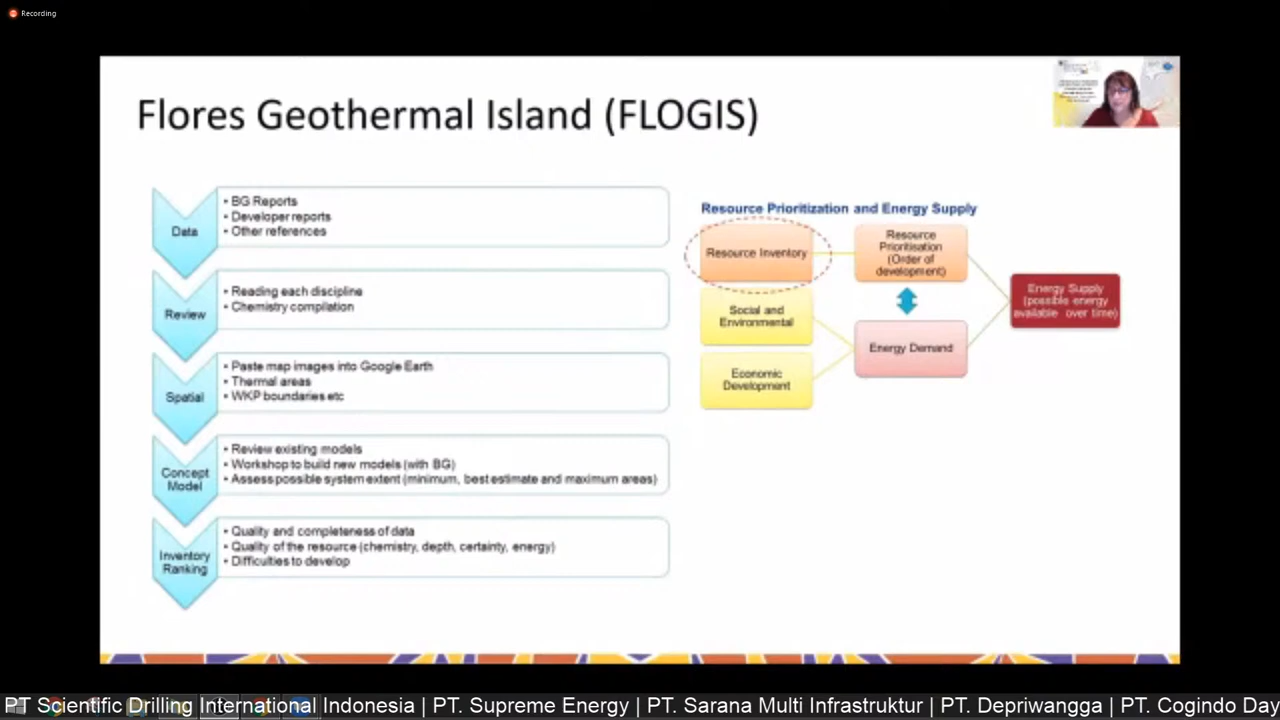 Recording
Flores Geothermal Island (FLOGIS)
Data
• BG Reports
• Developer reports
• Other references
Review
• Reading each discipline
• Chemistry compilation
Spatial
• Paste map images into Google Earth
• Thermal areas
• WKP boundaries etc
Concept
Model
• Review existing models
• Workshop to build new models (with BG)
• Assess possible system extent (minimum, best estimate and maximum areas)
Inventory
Ranking
• Quality and completeness of data
• Quality of the resource (chemistry, depth, certainty, energy)
• Difficulties to develop
Resource Prioritization and Energy Supply
Resource Inventory
Resource
Prioritisation
(Order of
development)
Social and
Environmental
Energy Demand
Economic
Development
Energy Supply
(possible energy
available over time)
PT Scientific Drilling International Indonesia | PT. Supreme Energy | PT. Sarana Multi Infrastruktur | PT. Depriwangga | PT. Cogindo Day